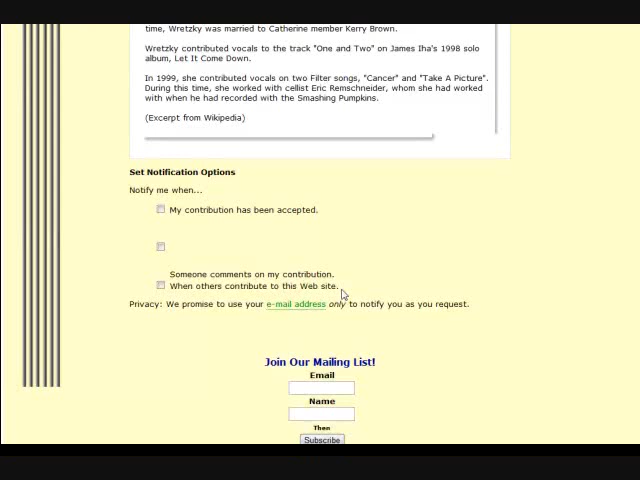 time, Wretzky was married to Catherine member Kerry Brown.
Wretzky contributed vocals to the track "One and Two" on James Iha's 1998 solo
album, Let It Come Down.
In 1999, she contributed vocals on two Filter songs, "Cancer" and "Take A Picture".
During this time, she worked with cellist Eric Remschneider, whom she had worked
with when he had recorded with the Smashing Pumpkins.
(Excerpt from Wikipedia)
Set Notification Options
Notify me when...
My contribution has been accepted.
Someone comments on my contribution.
When others contribute to this Web site.
Privacy: We promise to use your e-mail address only to notify you as you request.
Join Our Mailing List!
Email
Name
Then
Subscribe